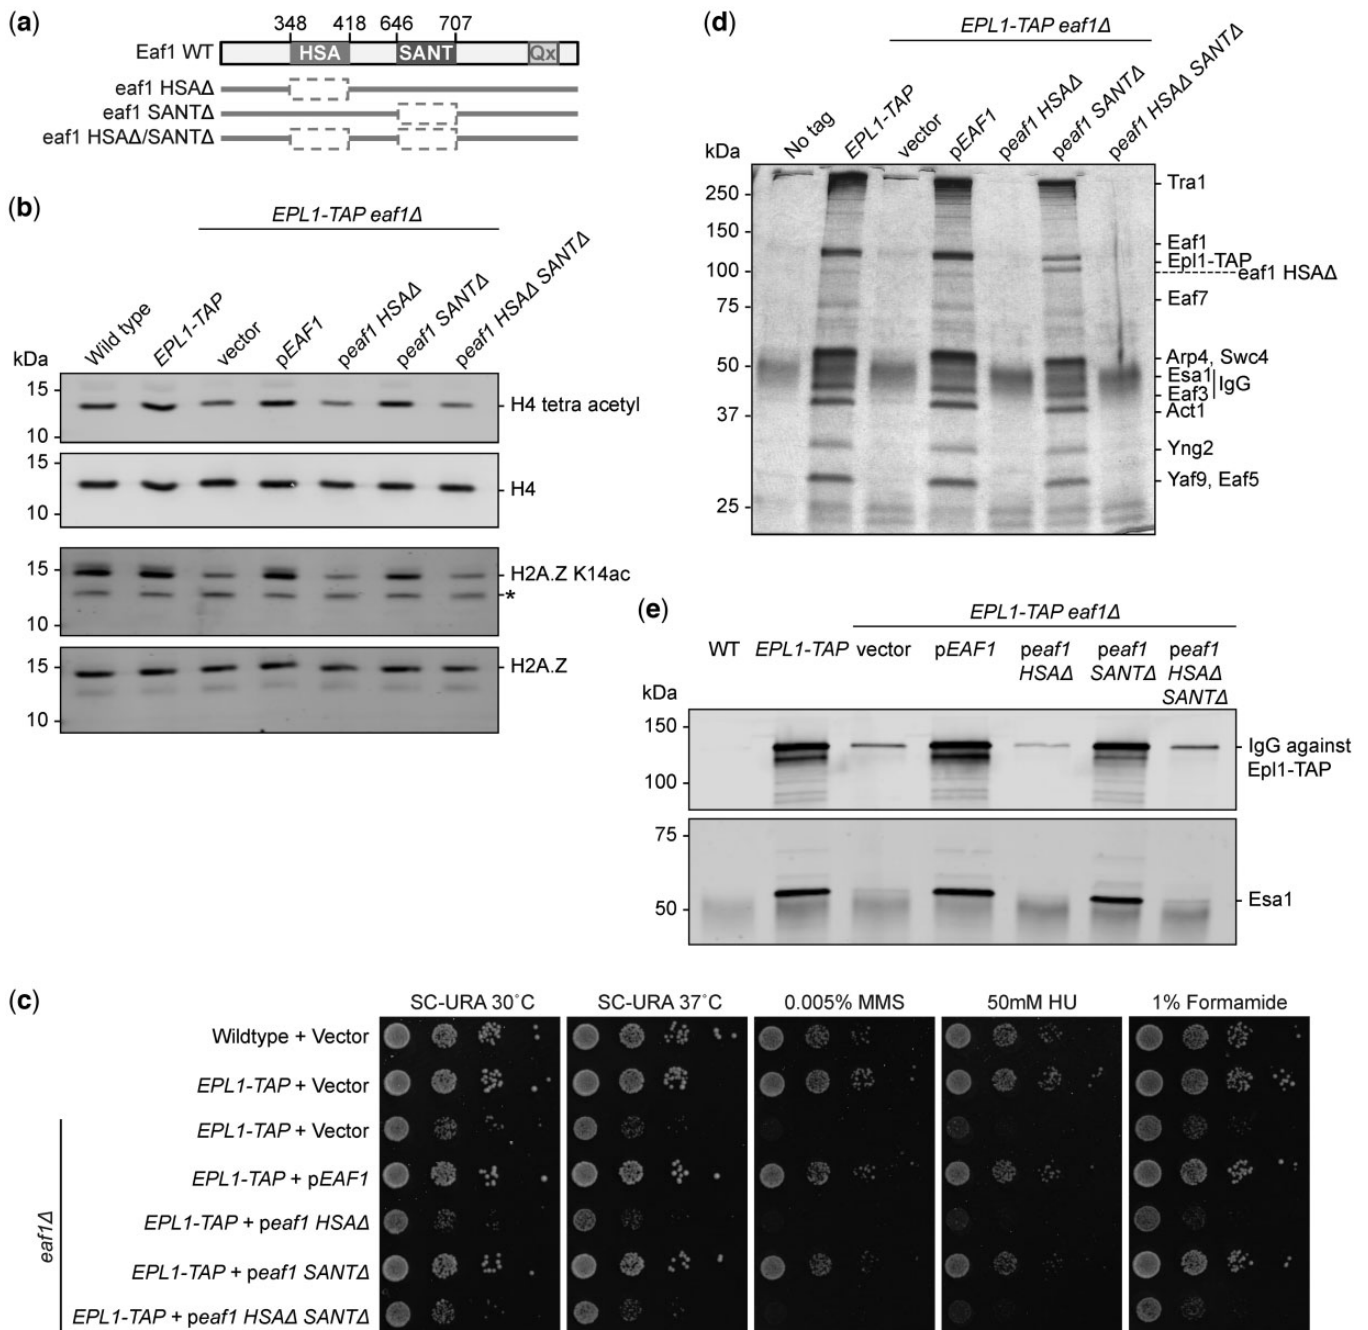 (a)
348 418 646 707
Eaf1 WT HSA SANT Qx
eaf1 HSAΔ
eaf1 SANTΔ
eaf1 HSAΔ/SANTΔ
(b)
EPL1-TAP eaf1Δ
kDa
Wild type
EPL1-TAP
vector
pEAF1
peaf1 HSAΔ
peaf1 SANTΔ
peaf1 HSAΔ SANTΔ
15
H4 tetra acetyl
10
15
H4
10
15
H2A.Z K14ac
*
10
15
H2A.Z
10
(d)
EPL1-TAP eaf1Δ
kDa
No tag
EPL1-TAP
vector
pEAF1
peaf1 HSAΔ
peaf1 SANTΔ
peaf1 HSAΔ SANTΔ
250
150
100
75
50
37
25
Tra1
Eaf1
Epl1-TAP
eaf1 HSAΔ
Eaf7
Arp4, Swc4
Esa1
IgG
Eaf3
Act1
Yng2
Yaf9, Eaf5
(e)
EPL1-TAP eaf1Δ
WT EPL1-TAP vector pEAF1 peaf1 HSAΔ peaf1 SANTΔ peaf1 HSAΔ SANTΔ
kDa
150
IgG against
Epl1-TAP
100
75
Esa1
50
(c)
SC-URA 30˚C SC-URA 37˚C 0.005% MMS 50mM HU 1% Formamide
Wildtype + Vector
EPL1-TAP + Vector
eaf1Δ
EPL1-TAP + Vector
EPL1-TAP + pEAF1
EPL1-TAP + peaf1 HSAΔ
EPL1-TAP + peaf1 SANTΔ
EPL1-TAP + peaf1 HSAΔ SANTΔ